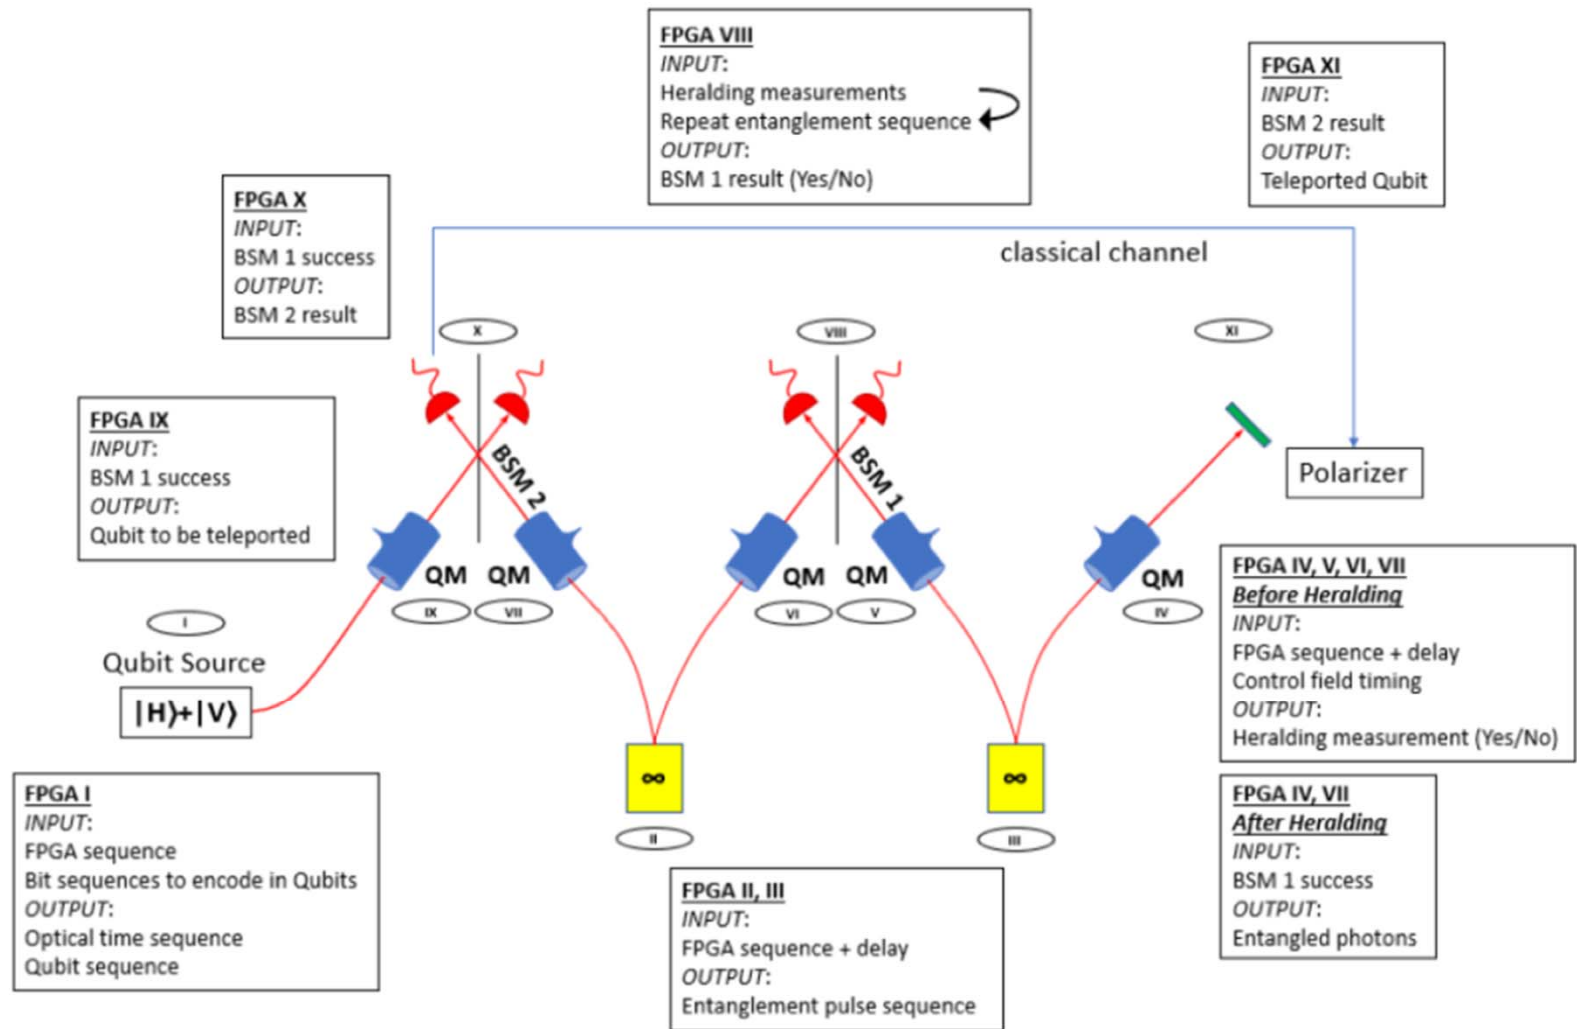 FPGA VIII
INPUT:
Heralding measurements
Repeat entanglement sequence
OUTPUT:
BSM 1 result (Yes/No)
FPGA XI
INPUT:
BSM 2 result
OUTPUT:
Teleported Qubit
FPGA X
INPUT:
BSM 1 success
OUTPUT:
BSM 2 result
classical channel
X
VIII
XI
FPGA IX
INPUT:
BSM 1 success
OUTPUT:
Qubit to be teleported
BSM 2
BSM 1
Polarizer
QM QM
QM QM
QM
IX
VII
VI
V
IV
I
Qubit Source
|H⟩+|V⟩
∞
∞
II
III
FPGA IV, V, VI, VII
Before Heralding
INPUT:
FPGA sequence + delay
Control field timing
OUTPUT:
Heralding measurement (Yes/No)
FPGA I
INPUT:
FPGA sequence
Bit sequences to encode in Qubits
OUTPUT:
Optical time sequence
Qubit sequence
FPGA II, III
INPUT:
FPGA sequence + delay
OUTPUT:
Entanglement pulse sequence
FPGA IV, VII
After Heralding
INPUT:
BSM 1 success
OUTPUT:
Entangled photons